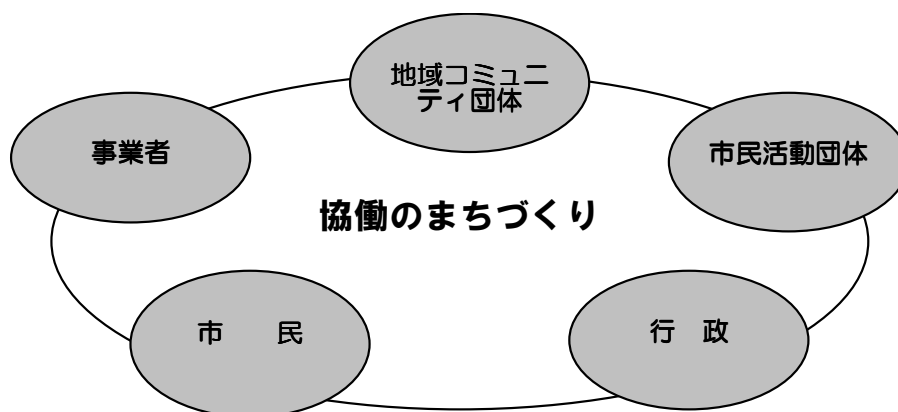 地域コミュニ
ティ団体
事業者
市民活動団体
協働のまちづくり
市　　民
行　政